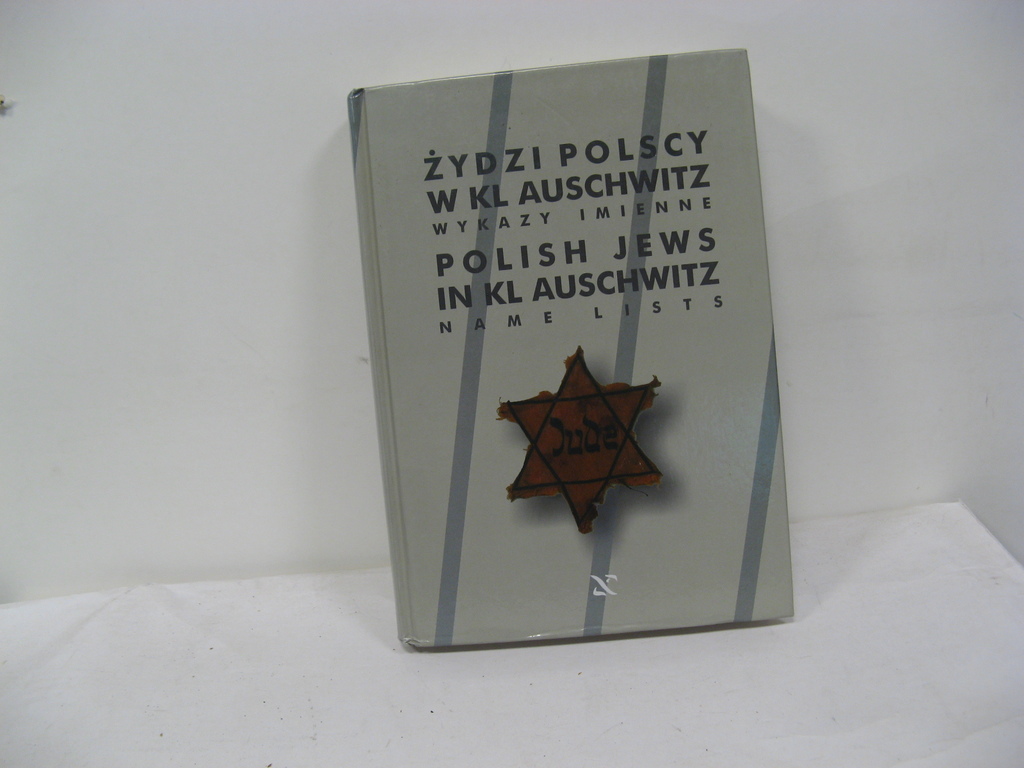 ŻYDZI POLSCY
W KL AUSCHWITZ
WYKAZY IMIENNE
POLISH JEWS
IN KL AUSCHWITZ
NAME LISTS
Jude
א